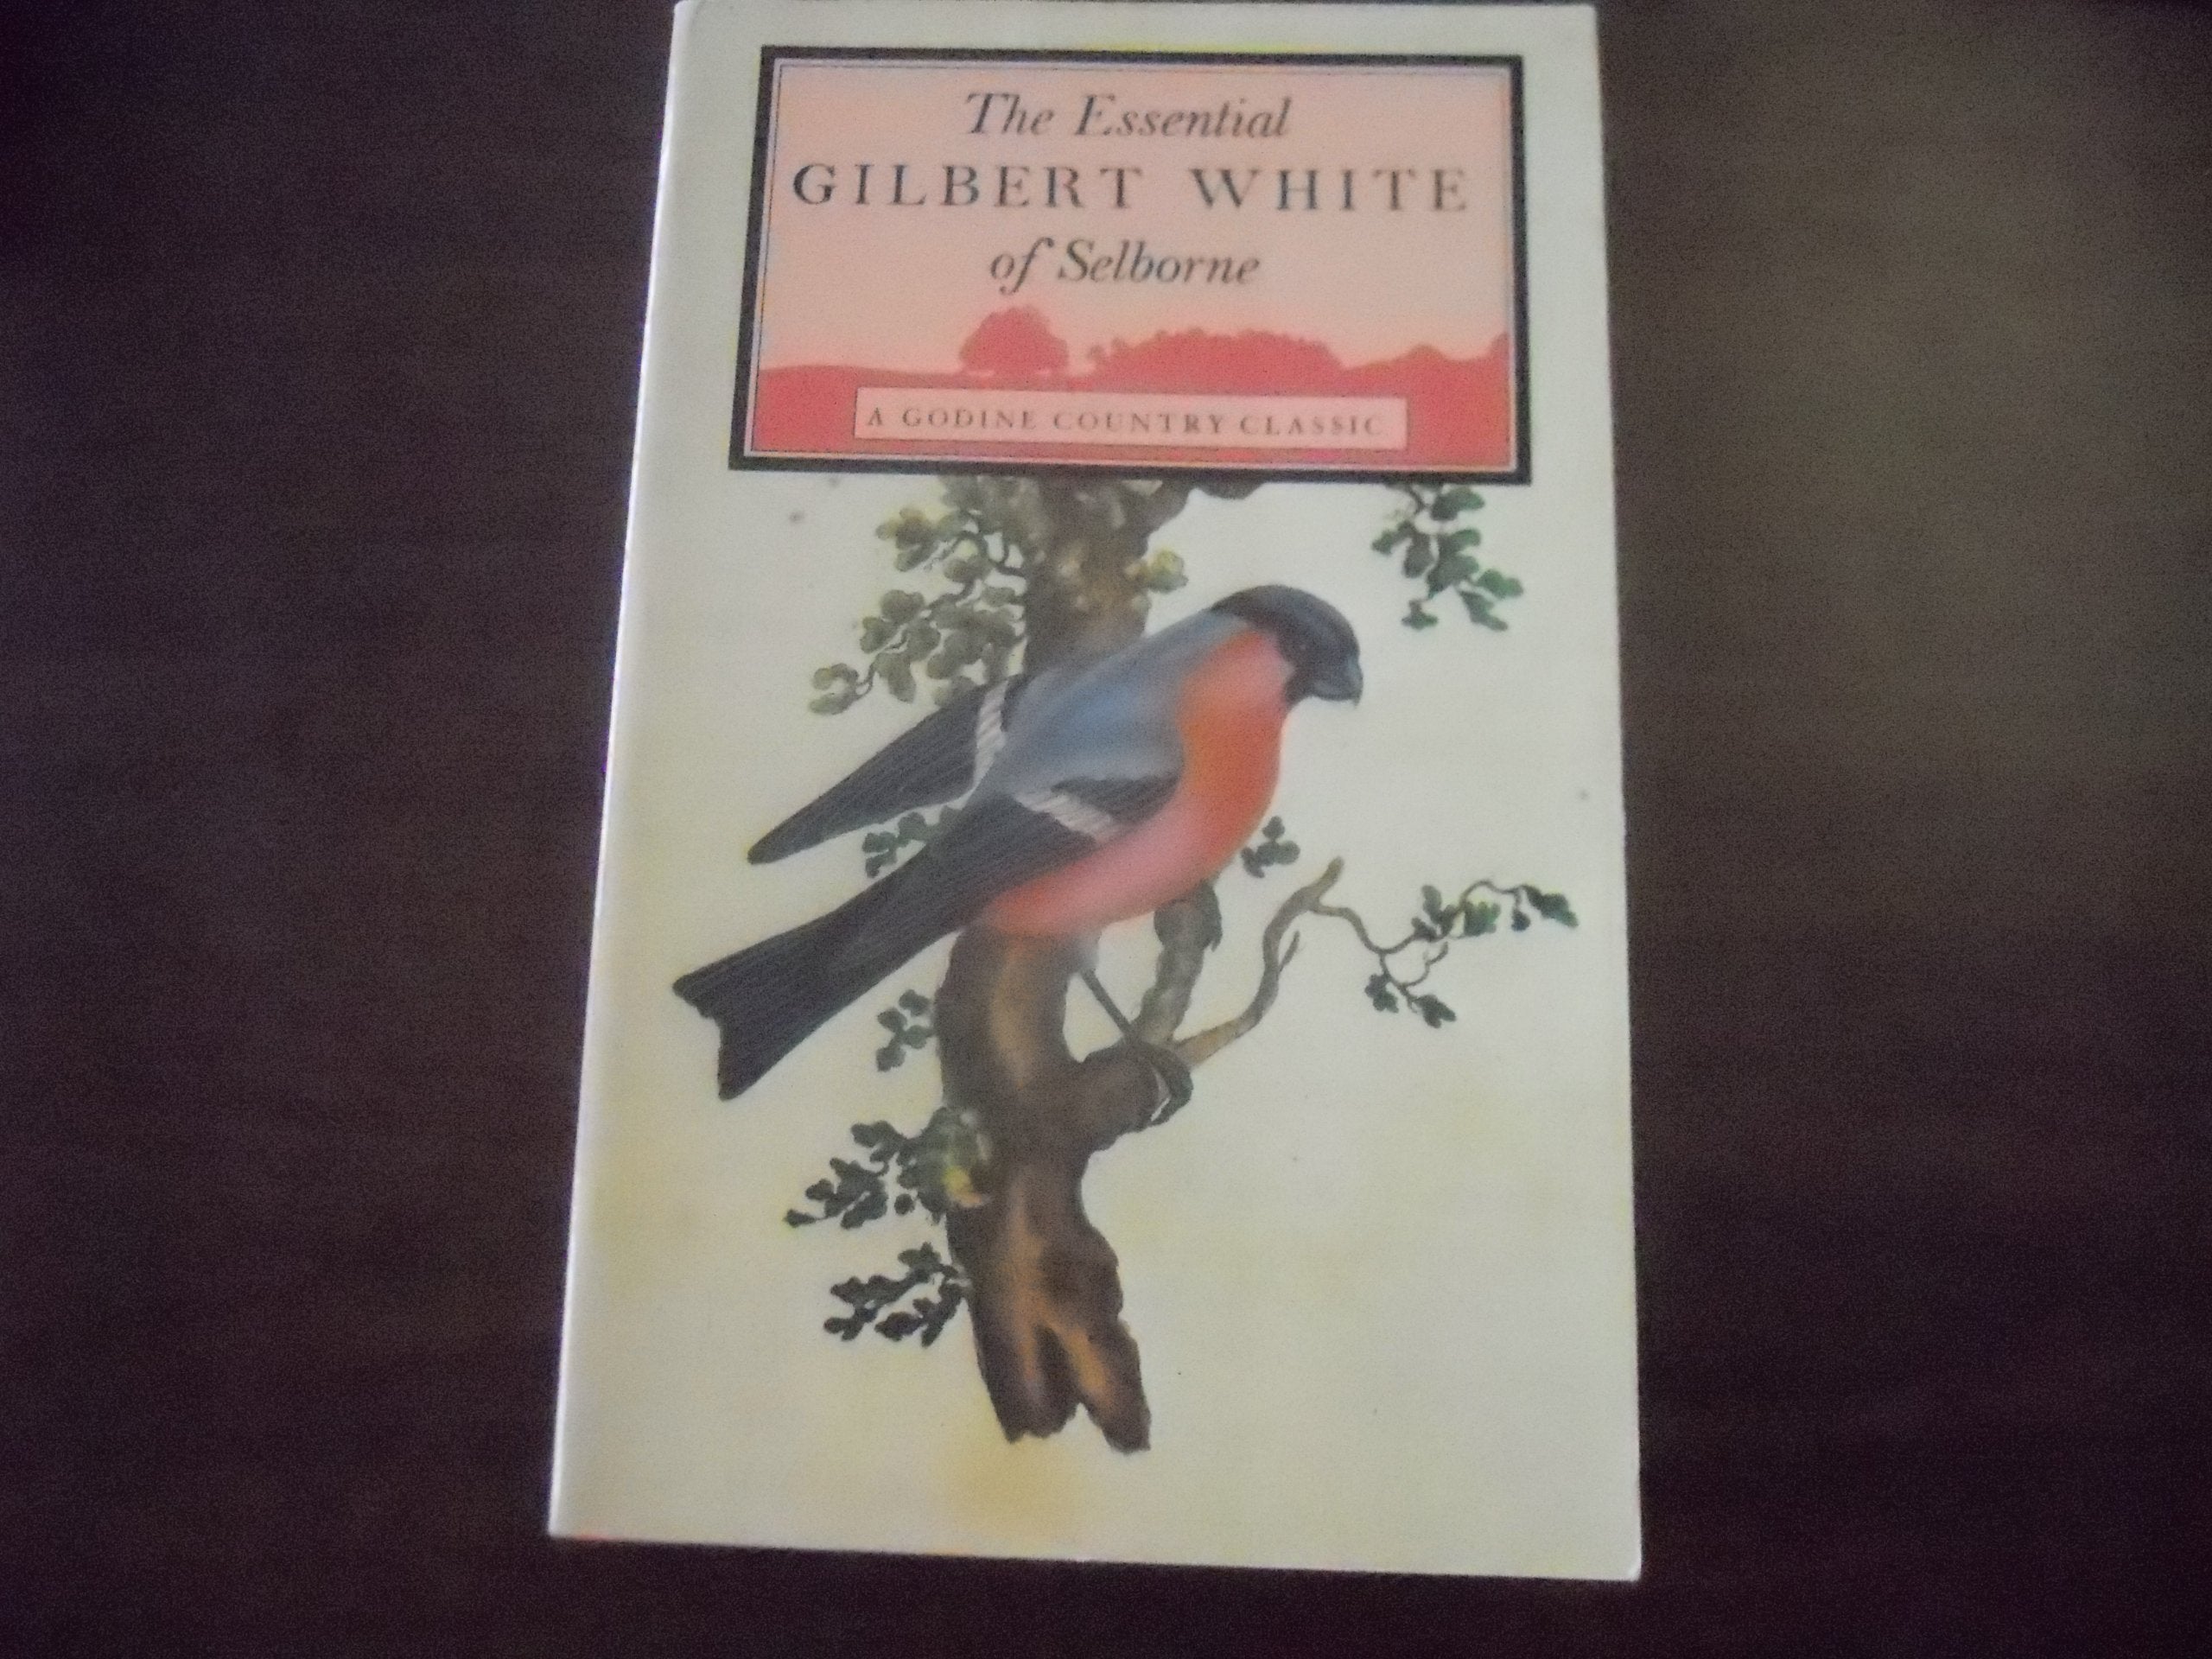 The Essential
GILBERT WHITE
of Selborne
A GODINE COUNTRY CLASSIC